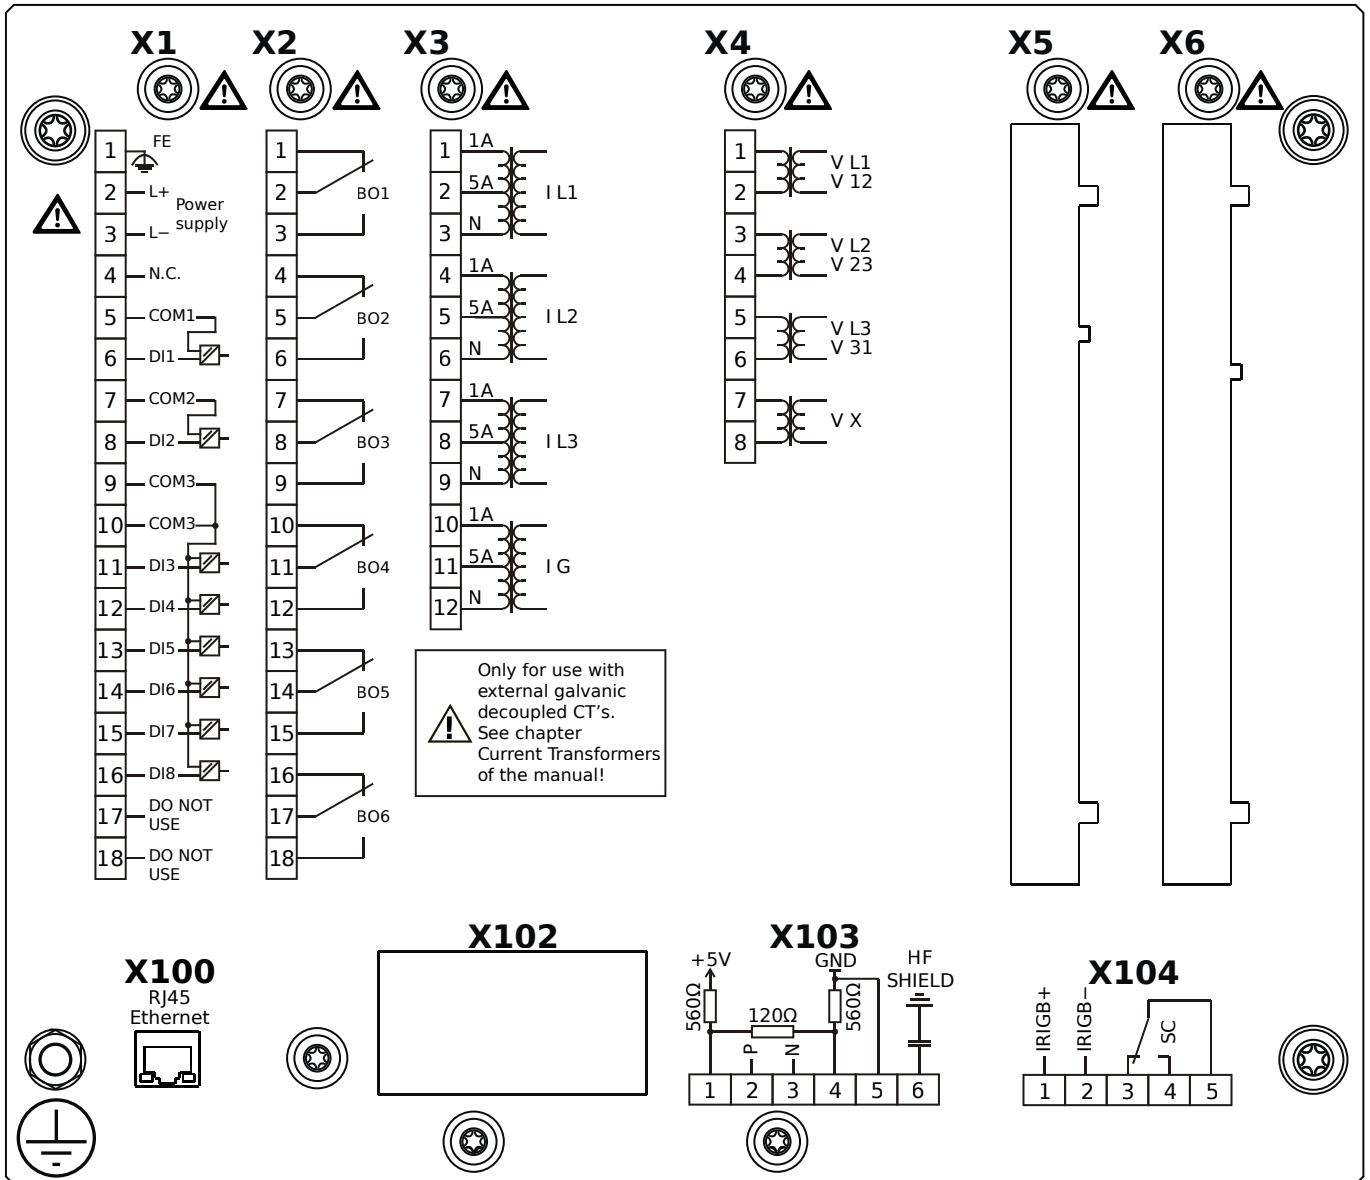 X1
X2
X3
X4
X5
X6
1 FE
2 L+
Power
supply
3 L−
4 N.C.
5 COM1
6 DI1
7 COM2
8 DI2
9 COM3
10 COM3
11 DI3
12 DI4
13 DI5
14 DI6
15 DI7
16 DI8
17 DO NOT
USE
18 DO NOT
USE
1
2 BO1
3
4
5 BO2
6
7
8 BO3
9
10
11 BO4
12
13
14 BO5
15
16
17 BO6
18
1 1A
2 5A I L1
3 N
4 1A
5 5A I L2
6 N
7 1A
8 5A I L3
9 N
10 1A
11 5A I G
12 N
Only for use with
external galvanic
decoupled CT's.
See chapter
Current Transformers
of the manual!
1 V L1
2 V 12
3 V L2
4 V 23
5 V L3
6 V 31
7 V X
8
X100
RJ45
Ethernet
X102
X103
+5V
GND
HF
SHIELD
560Ω
120Ω
560Ω
P
N
1 2 3 4 5 6
X104
IRIGB+
IRIGB−
SC
1 2 3 4 5